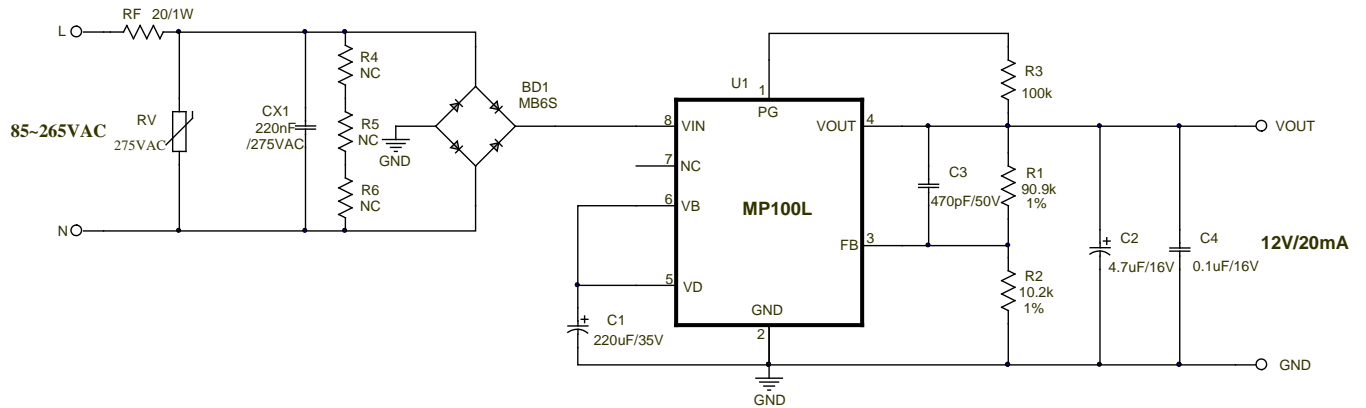 RF 20/1W
L
85~265VAC
RV
275VAC
CX1
220nF
/275VAC
R4
NC
R5
NC
R6
NC
N
BD1
MB6S
GND
U1
1
PG
8
VIN
7
NC
6
VB
5
VD
MP100L
VOUT
4
FB
3
GND
2
C1
220uF/35V
GND
R3
100k
C3
470pF/50V
R1
90.9k
1%
R2
10.2k
1%
C2
4.7uF/16V
C4
0.1uF/16V
VOUT
12V/20mA
GND
+
+